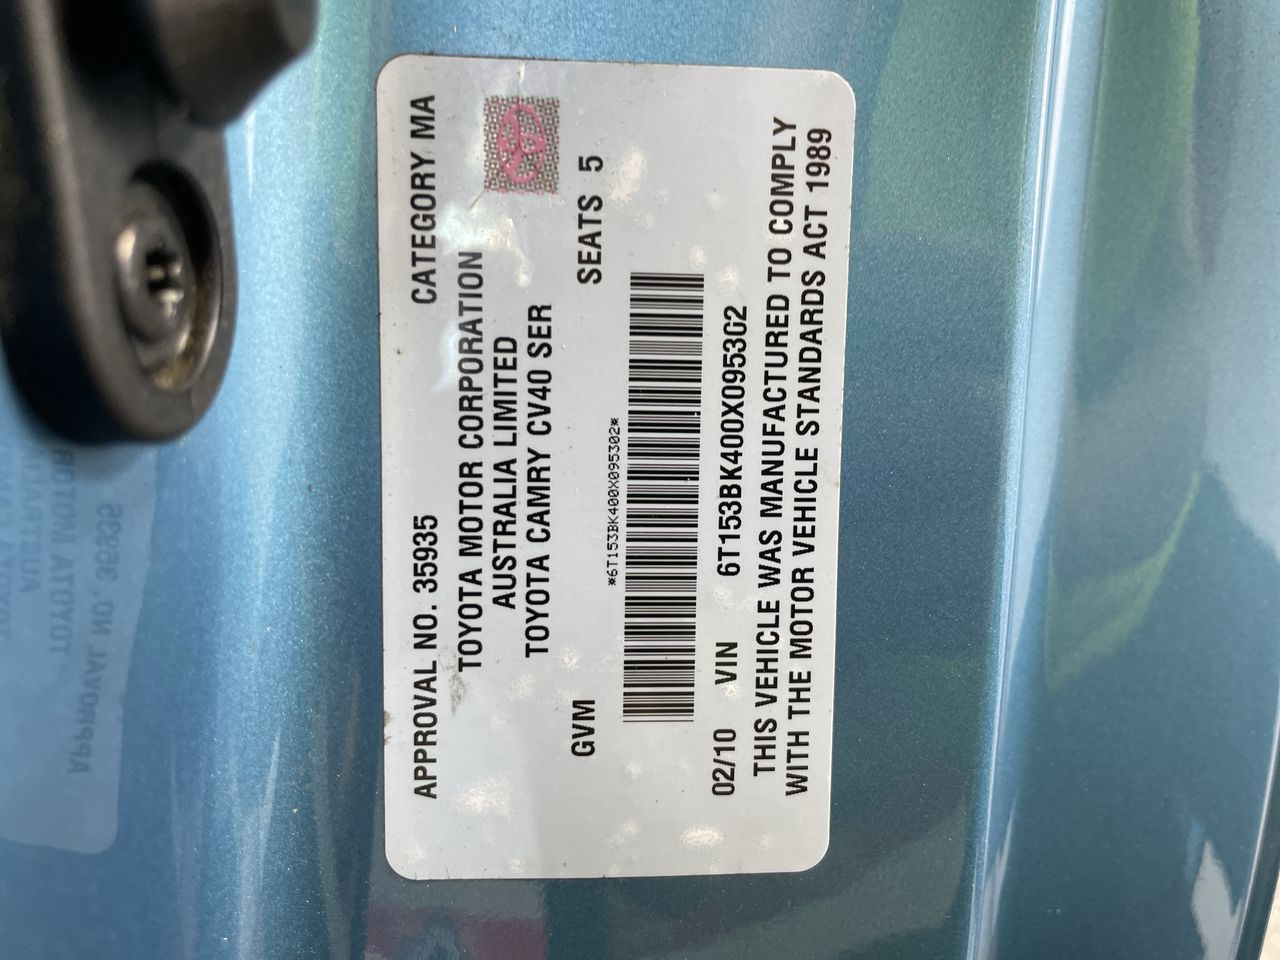 APPROVAL NO. 35935 CATEGORY MA
TOYOTA MOTOR CORPORATION
AUSTRALIA LIMITED
TOYOTA CAMRY CV40 SER
GVM SEATS 5
*6T153BK400X095302*
02/10 VIN 6T153BK400X095302
THIS VEHICLE WAS MANUFACTURED TO COMPLY
WITH THE MOTOR VEHICLE STANDARDS ACT 1989